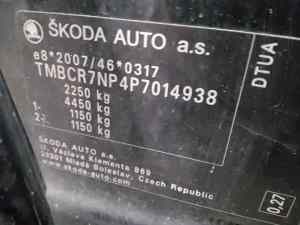 ŠKODA AUTO a.s.
e8*2007/46*0317
TMBCR7NP4P7014938
2250 kg
4450 kg
1- 1150 kg
2- 1150 kg
ŠKODA AUTO a.s.
tř. Václava Klementa 869
29301 Mladá Boleslav, Czech Republic
www.skoda-auto.com
DTUA
0,27